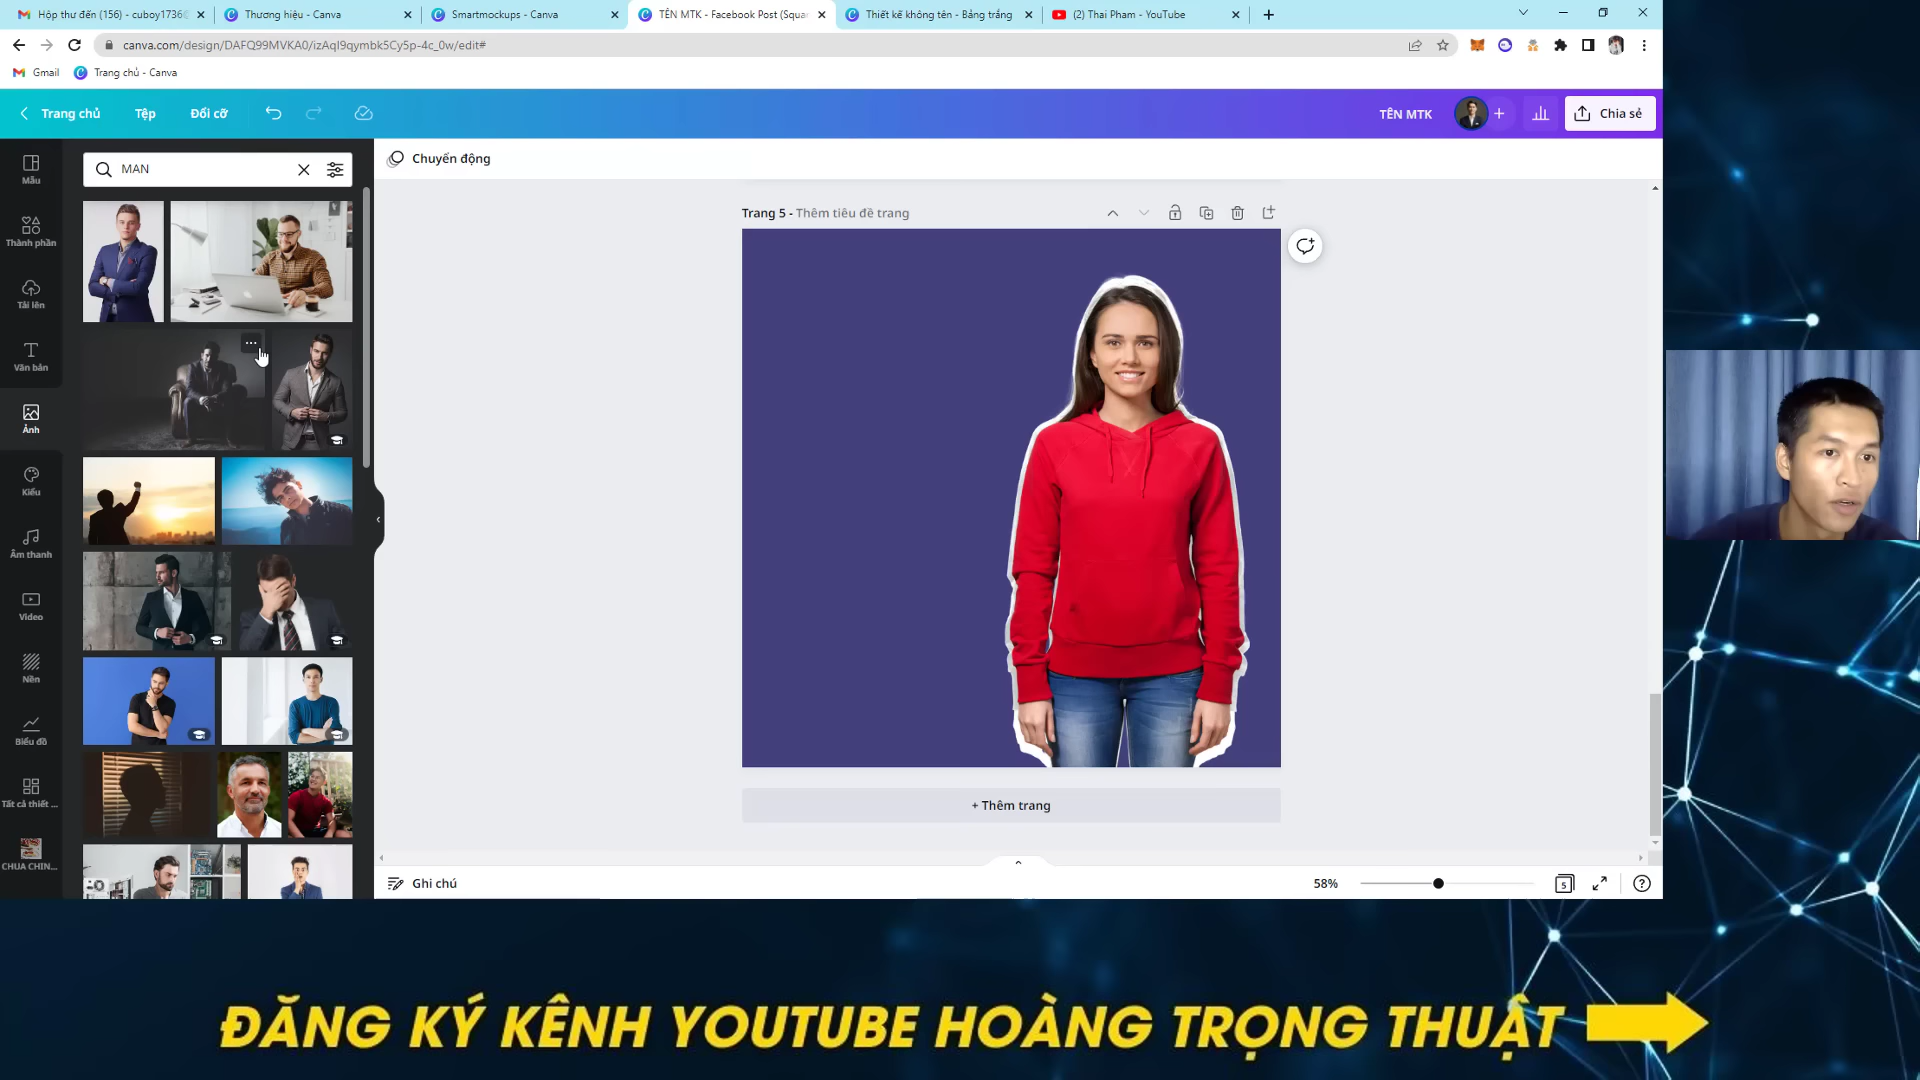 Hộp thư đến (156) - cuboy1736@
Thương hiệu - Canva
Smartmockups - Canva
TÊN MTK - Facebook Post (Squar
Thiết kế không tên - Bảng trắng
(2) Thai Pham - YouTube
canva.com/design/DAFQ99MVKA0/izAqI9qymbk5Cy5p-4c_0w/edit#
Gmail
Trang chủ - Canva
Trang chủ
Tệp
Đổi cỡ
TÊN MTK
Chia sẻ
MAN
Chuyển động
Mẫu
Thành phần
Tải lên
Văn bản
Ảnh
Kiểu
Âm thanh
Video
Nền
Biểu đồ
Tất cả thiết ...
CHUA CHIN...
Trang 5 - Thêm tiêu đề trang
+ Thêm trang
Ghi chú
58%
5
ĐĂNG KÝ KÊNH YOUTUBE HOÀNG TRỌNG THUẬT